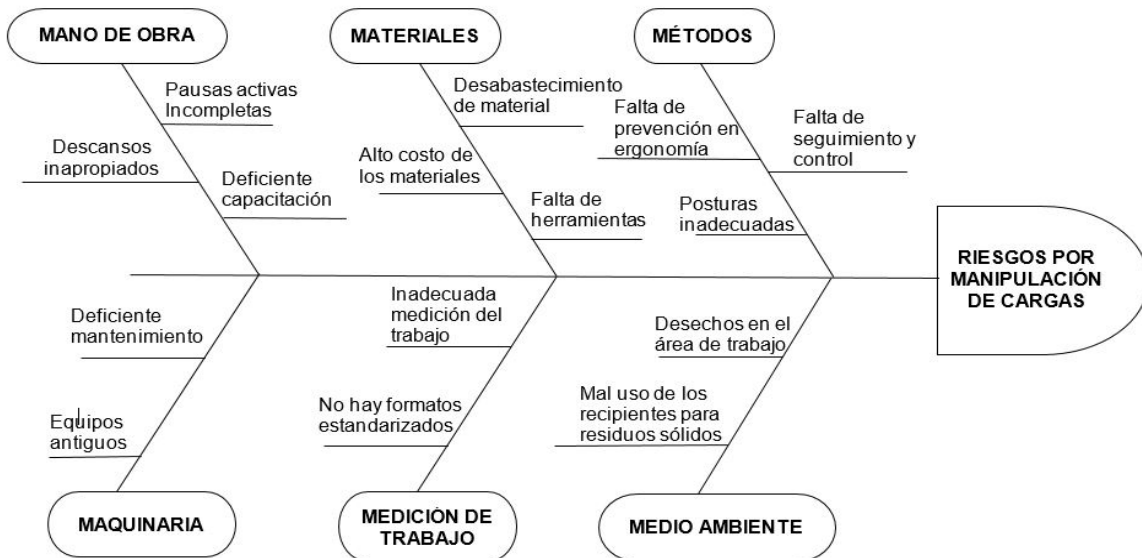 MANO DE OBRA
MATERIALES
MÉTODOS
Pausas activas
Incompletas
Descansos
inapropiados
Deficiente
capacitación
Desabastecimiento
de material
Alto costo de
los materiales
Falta de
herramientas
Falta de
prevención en
ergonomía
Falta de
seguimiento y
control
Posturas
inadecuadas
RIESGOS POR
MANIPULACIÓN
DE CARGAS
Deficiente
mantenimiento
Equipos
antiguos
Inadecuada
medición del
trabajo
No hay formatos
estandarizados
Desechos en el
área de trabajo
Mal uso de los
recipientes para
residuos sólidos
MAQUINARIA
MEDICIÓN DE
TRABAJO
MEDIO AMBIENTE